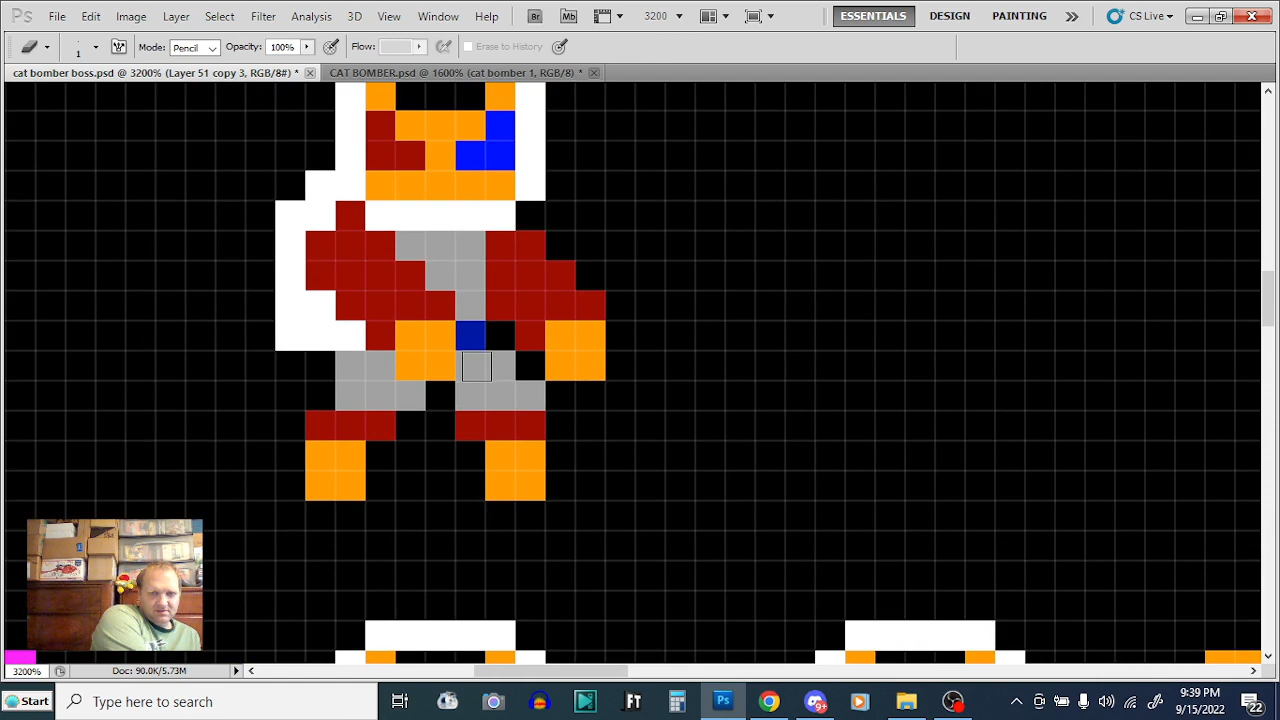 Ps File Edit Image Layer Select Filter Analysis 3D View Window Help Br Mb 3200 ESSENTIALS DESIGN PAINTING CS Live
1 Mode: Pencil Opacity: 100% Flow: Erase to History
cat bomber boss.psd @ 3200% (Layer 51 copy 3, RGB/8#) * CAT BOMBER.psd @ 1600% (cat bomber 1, RGB/8) *
3200% Doc: 90.0K/5.73M
Start Type here to search FT Ps 9+ 9:39 PM
9/15/2022 22